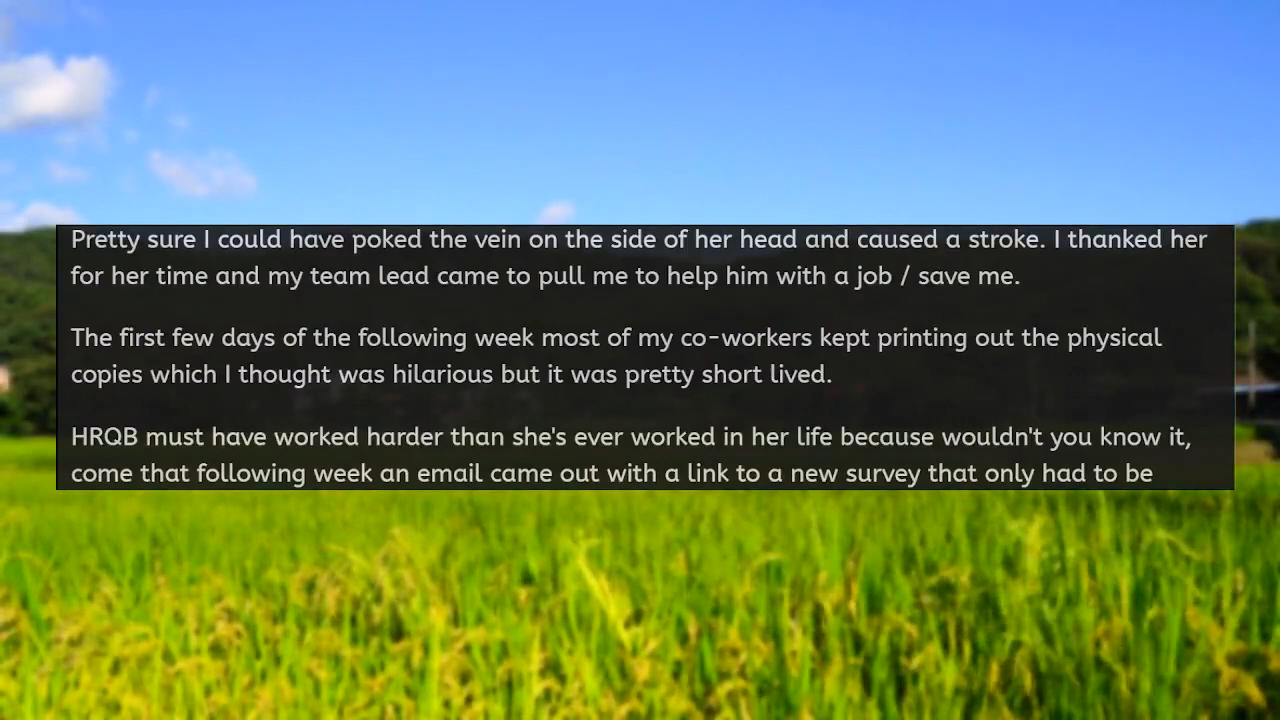 Pretty sure I could have poked the vein on the side of her head and caused a stroke. I thanked her
for her time and my team lead came to pull me to help him with a job / save me.
The first few days of the following week most of my co-workers kept printing out the physical
copies which I thought was hilarious but it was pretty short lived.
HRQB must have worked harder than she's ever worked in her life because wouldn't you know it,
come that following week an email came out with a link to a new survey that only had to be